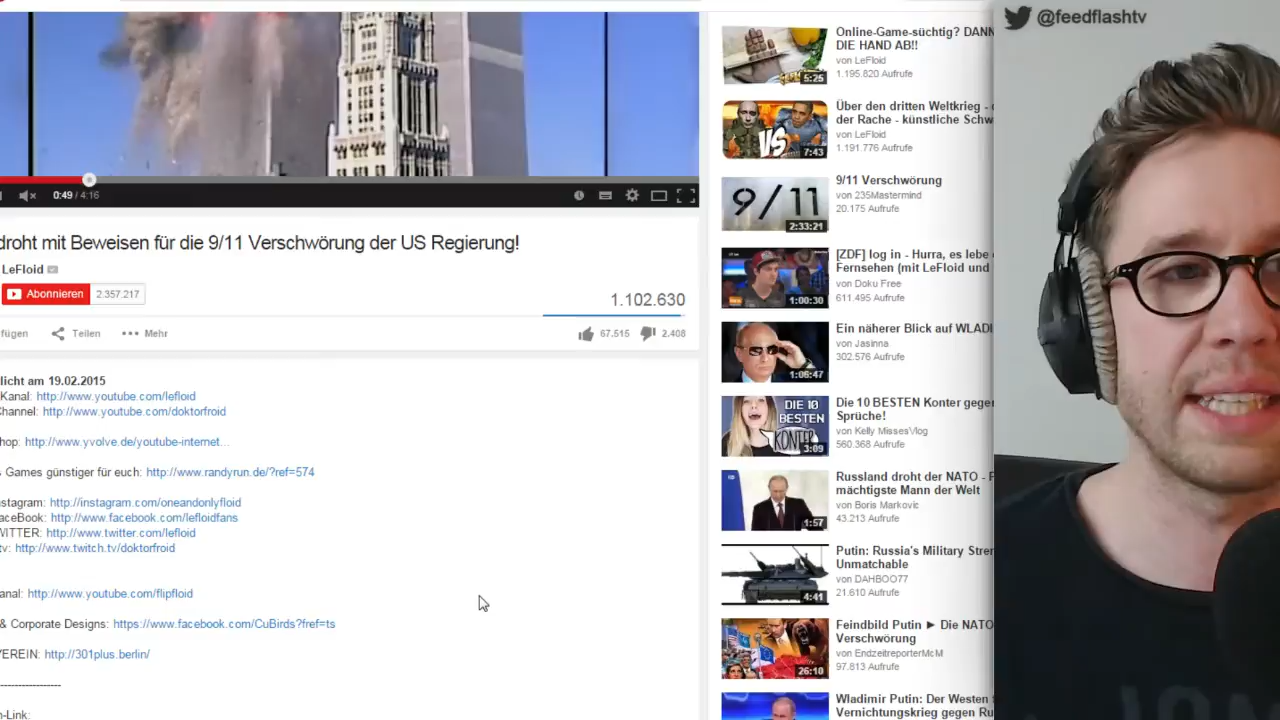 @feedflashtv
0:49 / 4:16
droht mit Beweisen für die 9/11 Verschwörung der US Regierung!
LeFloid
Abonnieren
2.357.217
1.102.630
fügen
Teilen
Mehr
67.515
2.408
licht am 19.02.2015
Kanal: http://www.youtube.com/lefloid
Channel: http://www.youtube.com/doktorfroid
hop: http://www.yvolve.de/youtube-internet...
s Games günstiger für euch: http://www.randyrun.de/?ref=574
nstagram: http://instagram.com/oneandonlyfloid
aceBook: http://www.facebook.com/lefloidfans
WITTER: http://www.twitter.com/lefloid
tv: http://www.twitch.tv/doktorfroid
anal: http://www.youtube.com/flipfloid
& Corporate Designs: https://www.facebook.com/CuBirds?fref=ts
EREIN: http://301plus.berlin/
-----------------
n-Link:
5:25
Online-Game-süchtig? DANN
DIE HAND AB!!
von LeFloid
1.195.820 Aufrufe
VS
7:43
Über den dritten Weltkrieg -
der Rache - künstliche Schw
von LeFloid
1.191.776 Aufrufe
9/11
2:33:21
9/11 Verschwörung
von 235Mastermind
20.175 Aufrufe
1:00:30
[ZDF] log in - Hurra, es lebe
Fernsehen (mit LeFloid und
von Doku Free
611.495 Aufrufe
1:06:47
Ein näherer Blick auf WLADI
von Jasinna
302.576 Aufrufe
DIE 10
BESTEN
KONTER
3:09
Die 10 BESTEN Konter gegen
Sprüche!
von Kelly MissesVlog
560.368 Aufrufe
1:57
Russland droht der NATO - P
mächtigste Mann der Welt
von Boris Markovic
43.213 Aufrufe
4:41
Putin: Russia's Military Stren
Unmatchable
von DAHBOO77
21.610 Aufrufe
26:10
Feindbild Putin ► Die NATO
Verschwörung
von EndzeitreporterMcM
97.813 Aufrufe
Wladimir Putin: Der Westen
Vernichtungskrieg gegen Ru